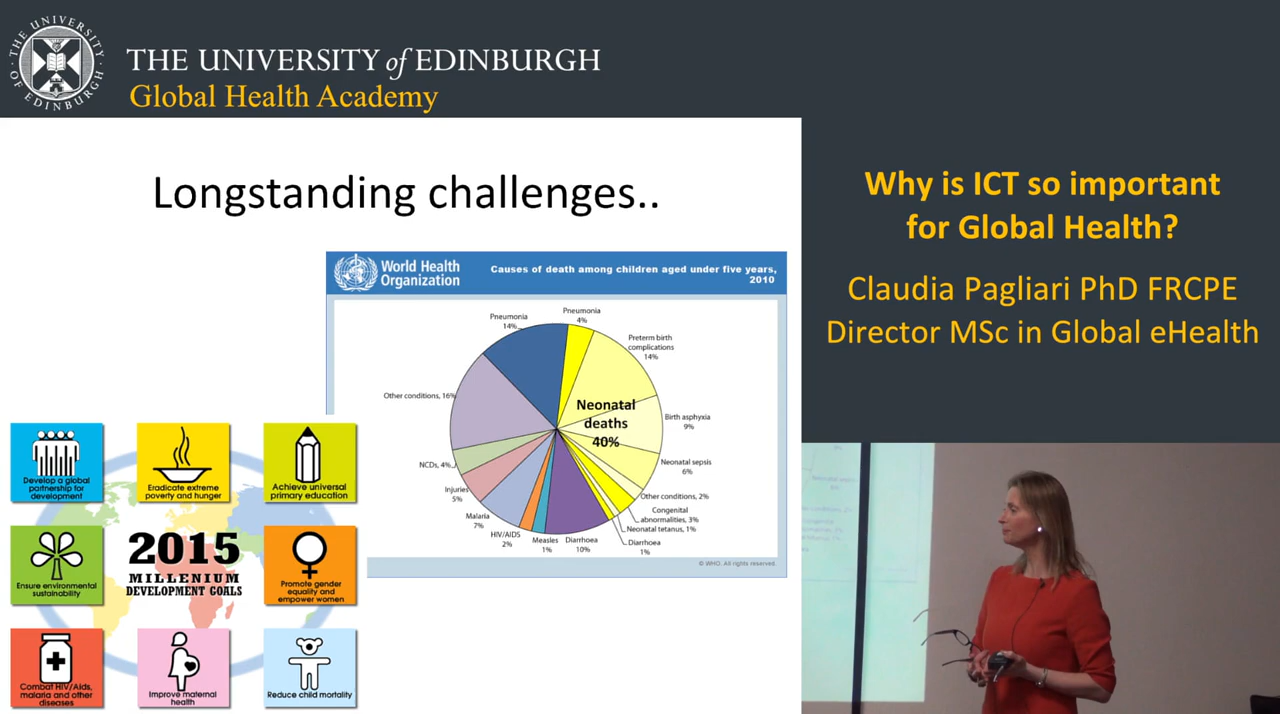 THE UNIVERSITY OF EDINBURGH
THE UNIVERSITY of EDINBURGH
Global Health Academy
Longstanding challenges..
Why is ICT so important
for Global Health?
Claudia Pagliari PhD FRCPE
Director MSc in Global eHealth
World Health
Organization
Causes of death among children aged under five years,
2010
Pneumonia
14%
Pneumonia
4%
Preterm birth
complications
14%
Other conditions, 16%
Neonatal
deaths
40%
Birth asphyxia
9%
NCDs, 4%
Neonatal sepsis
6%
Injuries
5%
Other conditions, 2%
Malaria
7%
Congenital
abnormalities, 3%
Neonatal tetanus, 1%
HIV/AIDS
2%
Measles
1%
Diarrhoea
10%
Diarrhoea
1%
© WHO. All rights reserved.
Develop a global
partnership for
development
Eradicate extreme
poverty and hunger
Achieve universal
primary education
Ensure environmental
sustainability
2015
MILLENIUM
DEVELOPMENT GOALS
Promote gender
equality and
empower women
Combat HIV/Aids,
malaria and other
diseases
Improve maternal
health
Reduce child mortality